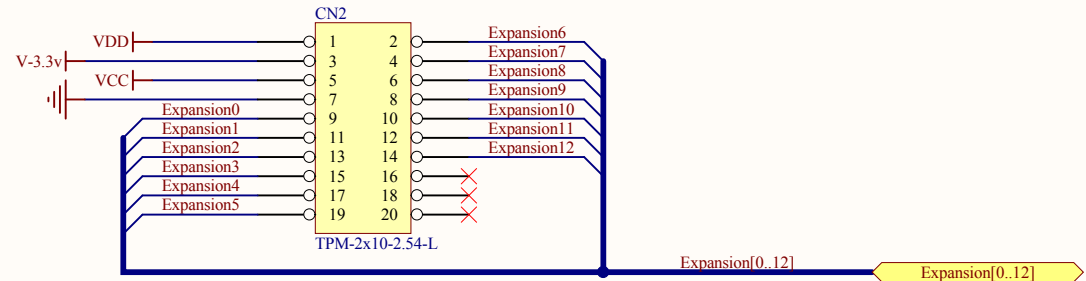 CN2
VDD 1 2 Expansion6
V-3.3v 3 4 Expansion7
VCC 5 6 Expansion8
7 8 Expansion9
Expansion0 9 10 Expansion10
Expansion1 11 12 Expansion11
Expansion2 13 14 Expansion12
Expansion3 15 16
Expansion4 17 18
Expansion5 19 20
TPM-2x10-2.54-L
Expansion[0..12]
Expansion[0..12]